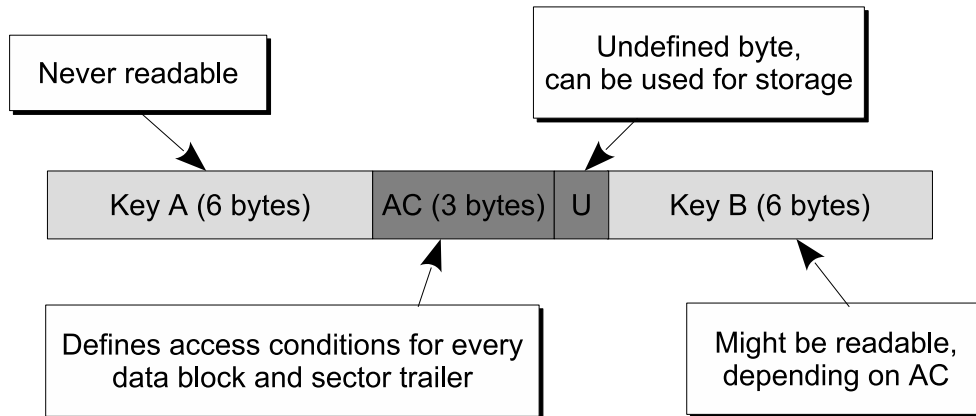 Never readable
Undefined byte,
can be used for storage
Key A (6 bytes)
AC (3 bytes)
U
Key B (6 bytes)
Defines access conditions for every
data block and sector trailer
Might be readable,
depending on AC